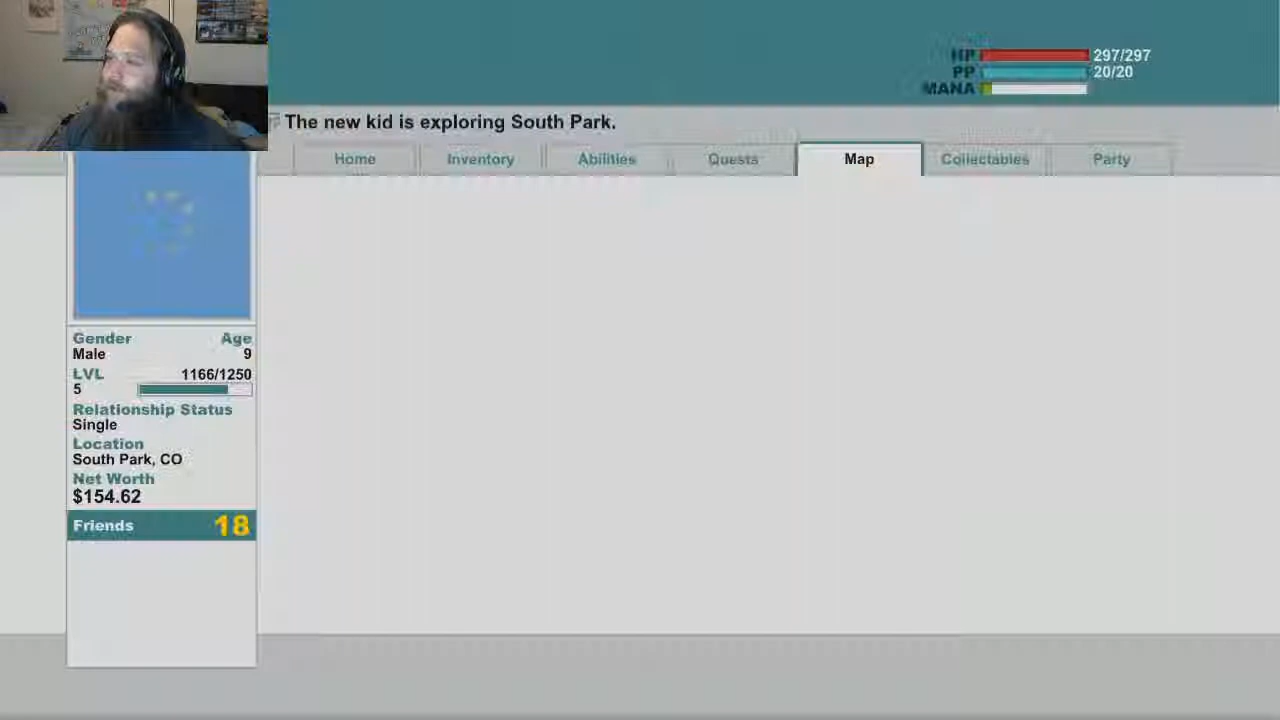 HP 297/297
PP 20/20
MANA
The new kid is exploring South Park.
Home Inventory Abilities Quests Map Collectables Party
Gender Age
Male 9
LVL 1166/1250
5
Relationship Status
Single
Location
South Park, CO
Net Worth
$154.62
Friends 18